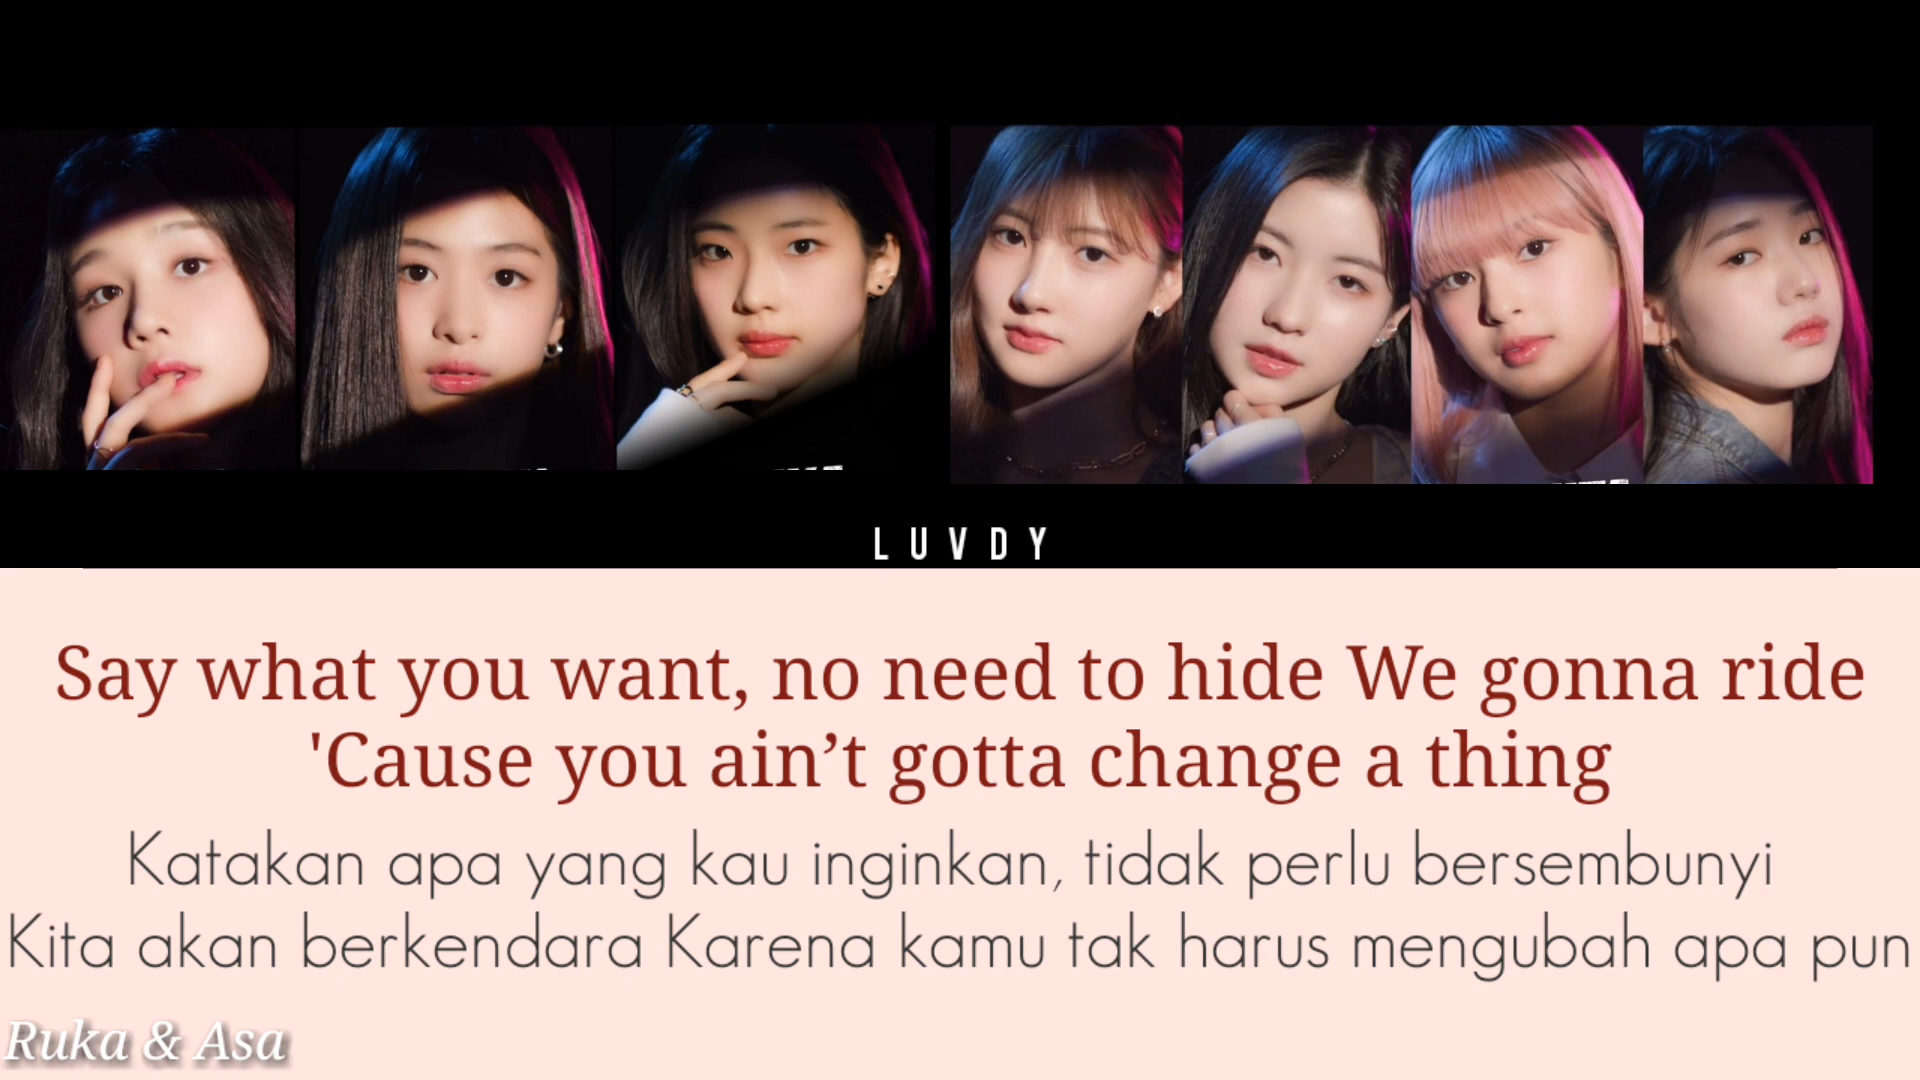 LUVDY
Say what you want, no need to hide We gonna ride
'Cause you ain’t gotta change a thing
Katakan apa yang kau inginkan, tidak perlu bersembunyi
Kita akan berkendara Karena kamu tak harus mengubah apa pun
Ruka & Asa